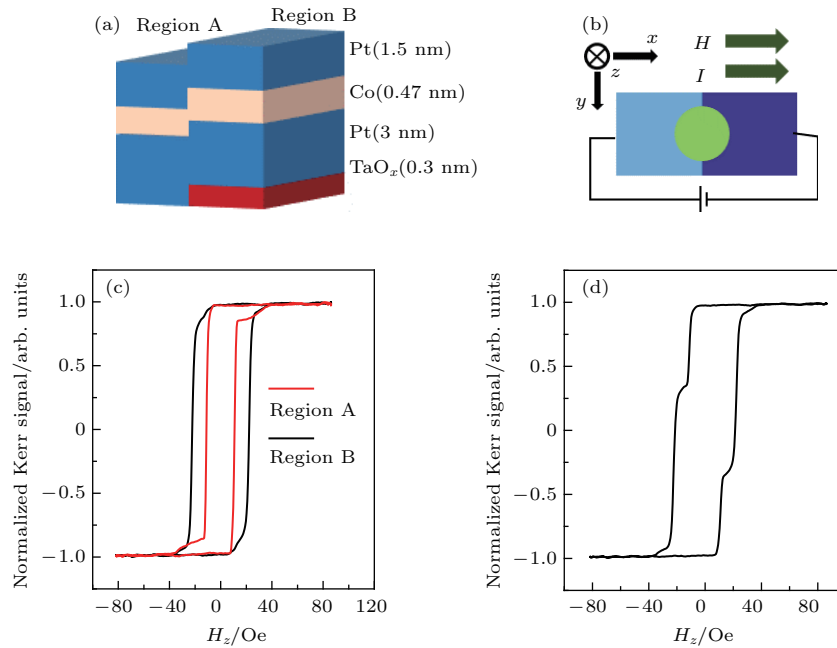 (a)
Region A
Region B
Pt(1.5 nm)
Co(0.47 nm)
Pt(3 nm)
TaOₓ(0.3 nm)
(b)
x
z
y
H
I
(c)
Normalized Kerr signal/arb. units
1.0
0.5
0
−0.5
−1.0
Region A
Region B
−80 −40 0 40 80 120
H_z/Oe
(d)
Normalized Kerr signal/arb. units
1.0
0.5
0
−0.5
−1.0
−80 −40 0 40 80
H_z/Oe